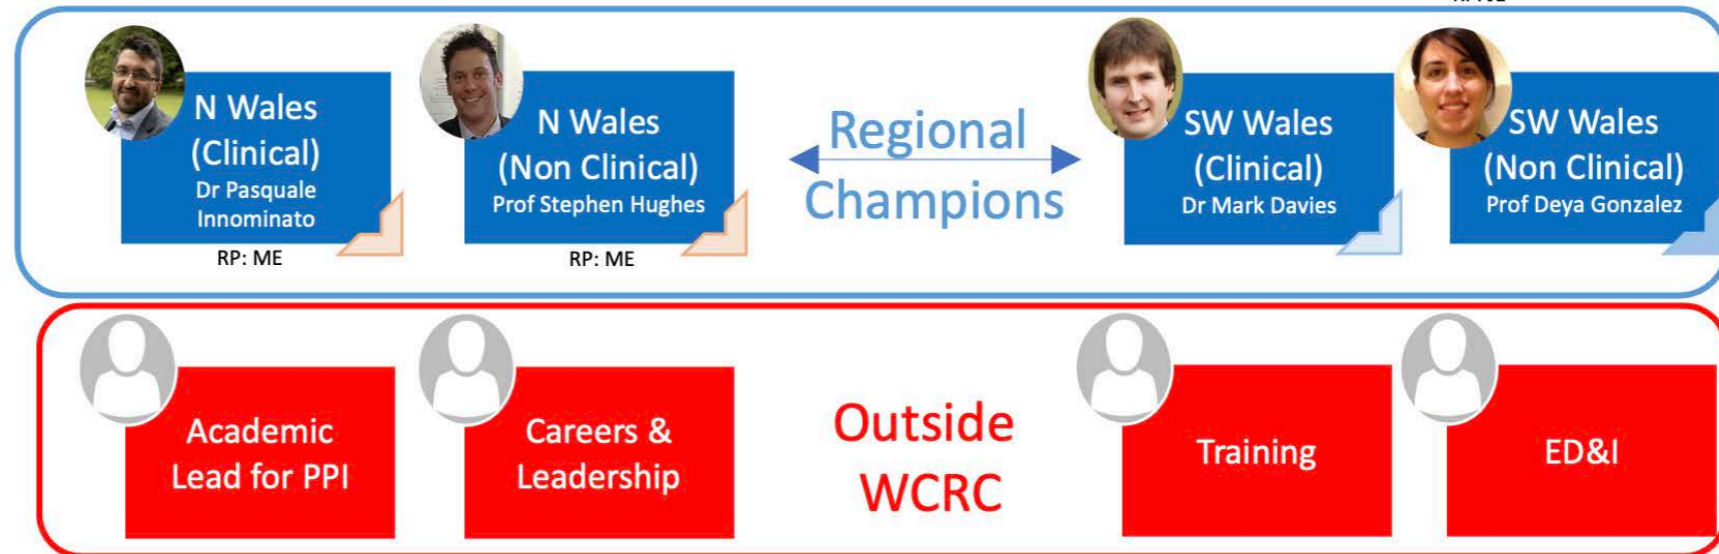 N Wales
(Clinical)
Dr Pasquale
Innominato
RP: ME
N Wales
(Non Clinical)
Prof Stephen Hughes
RP: ME
Regional
Champions
SW Wales
(Clinical)
Dr Mark Davies
SW Wales
(Non Clinical)
Prof Deya Gonzalez
Academic
Lead for PPI
Careers &
Leadership
Outside
WCRC
Training
ED&I